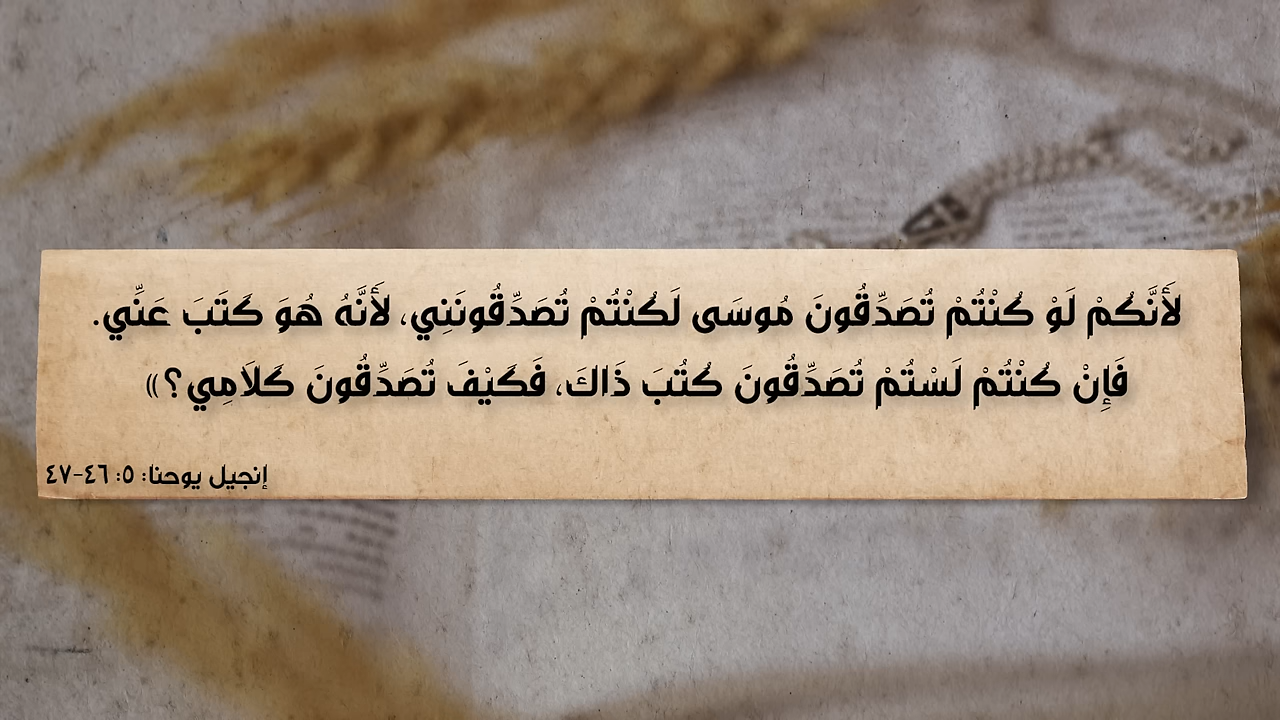 لأَنَّكُمْ لَوْ كُنْتُمْ تُصَدِّقُونَ مُوسَى لَكُنْتُمْ تُصَدِّقُونَنِي، لأَنَّهُ هُوَ كَتَبَ عَنِّي.
فَإِنْ كُنْتُمْ لَسْتُمْ تُصَدِّقُونَ كُتُبَ ذَاكَ، فَكَيْفَ تُصَدِّقُونَ كَلاَمِي؟»
إنجيل يوحنا: ٥: ٤٦-٤٧